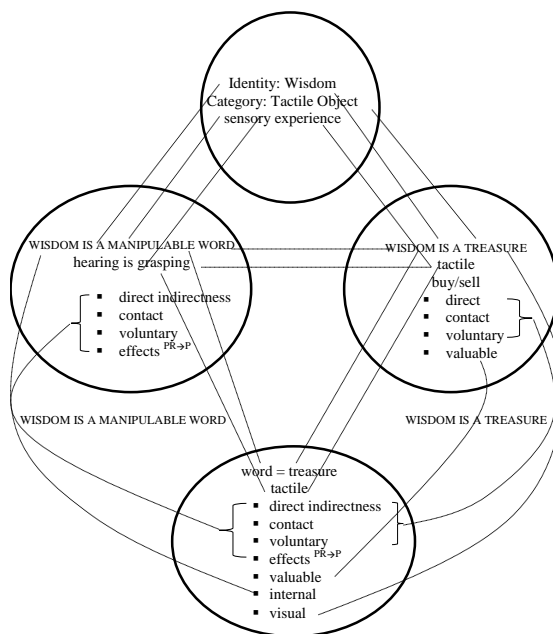 Identity: Wisdom
Category: Tactile Object
sensory experience
WISDOM IS A MANIPULABLE WORD
hearing is grasping
▪ direct indirectness
▪ contact
▪ voluntary
▪ effects PR→P
WISDOM IS A TREASURE
tactile
buy/sell
▪ direct
▪ contact
▪ voluntary
▪ valuable
WISDOM IS A MANIPULABLE WORD
WISDOM IS A TREASURE
word = treasure
tactile
▪ direct indirectness
▪ contact
▪ voluntary
▪ effects PR→P
▪ valuable
▪ internal
▪ visual